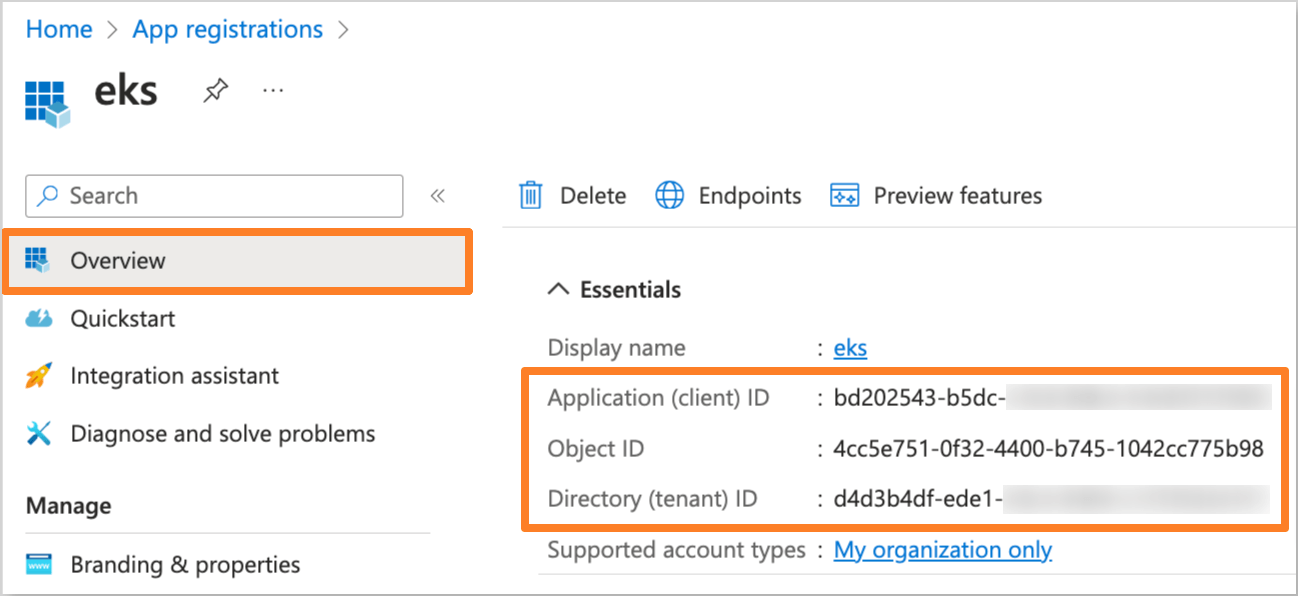 Home > App registrations >
eks
Search
Overview
Quickstart
Integration assistant
Diagnose and solve problems
Manage
Branding & properties
Delete Endpoints Preview features
Essentials
Display name : eks
Application (client) ID : bd202543-b5dc-
Object ID : 4cc5e751-0f32-4400-b745-1042cc775b98
Directory (tenant) ID : d4d3b4df-ede1-
Supported account types : My organization only